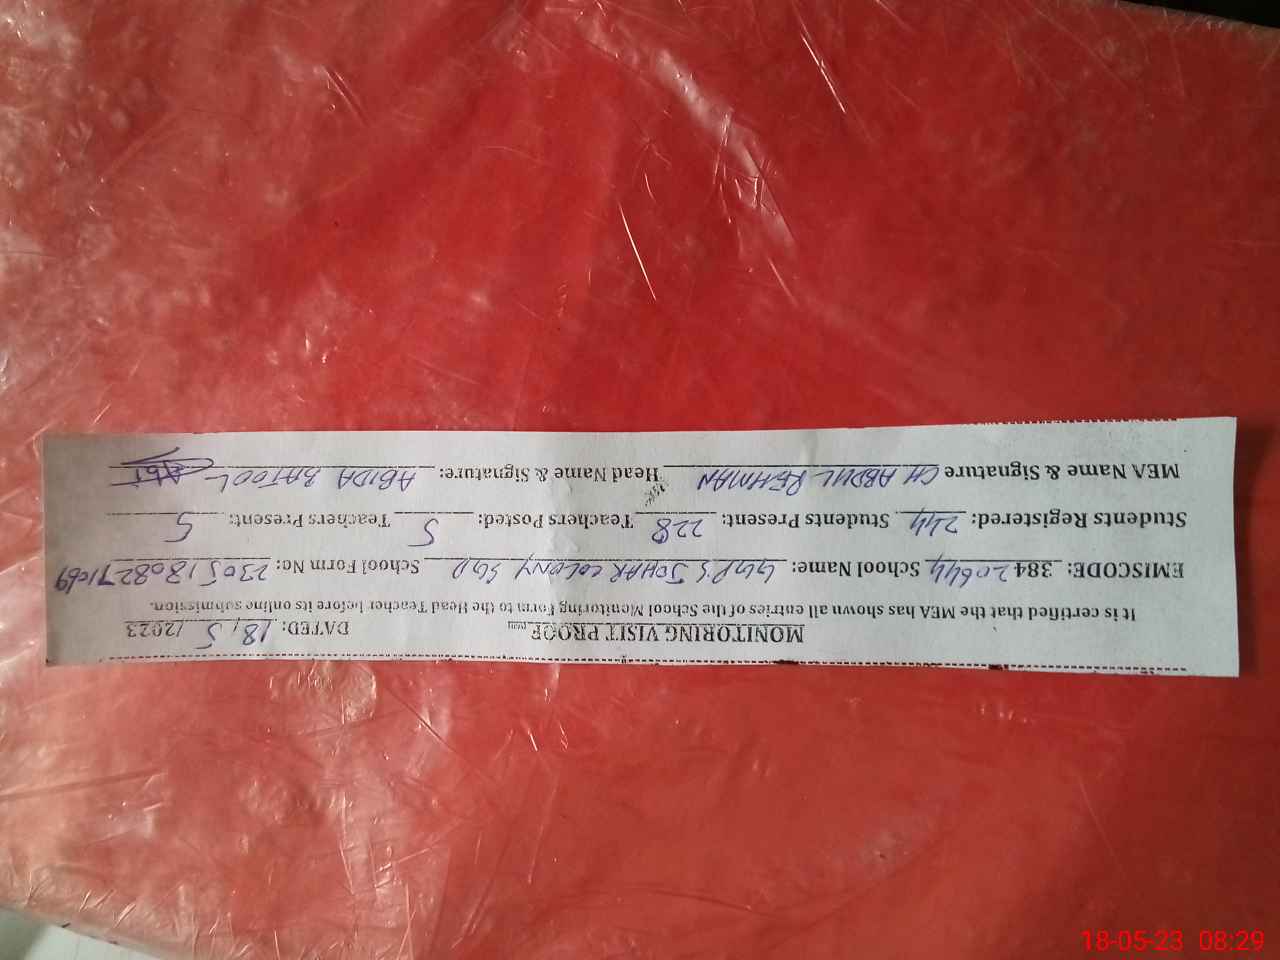 MONITORING VISIT PROOF DATED: 18/5/2023
It is certified that the MEA has shown all entries of the School Monitoring Form to the Head Teacher before its online submission.
EMISCODE: 38420644 School Name: GGPS JOHAR COLONY SGD School Form No: 23051808271069
Students Registered: 244 Students Present: 228 Teachers Posted: 5 Teachers Present: 5
MEA Name & Signature CH ABDUL REHMAN Head Name & Signature: ABIDA BATOOL
18-05-23 08:29